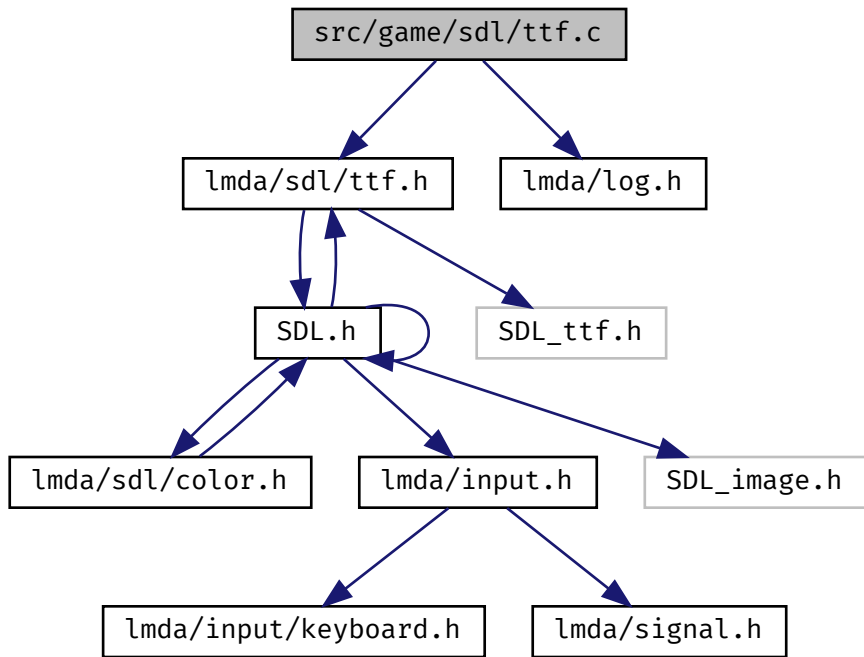 src/game/sdl/ttf.c
lmda/sdl/ttf.h
lmda/log.h
SDL.h
SDL_ttf.h
lmda/sdl/color.h
lmda/input.h
SDL_image.h
lmda/input/keyboard.h
lmda/signal.h